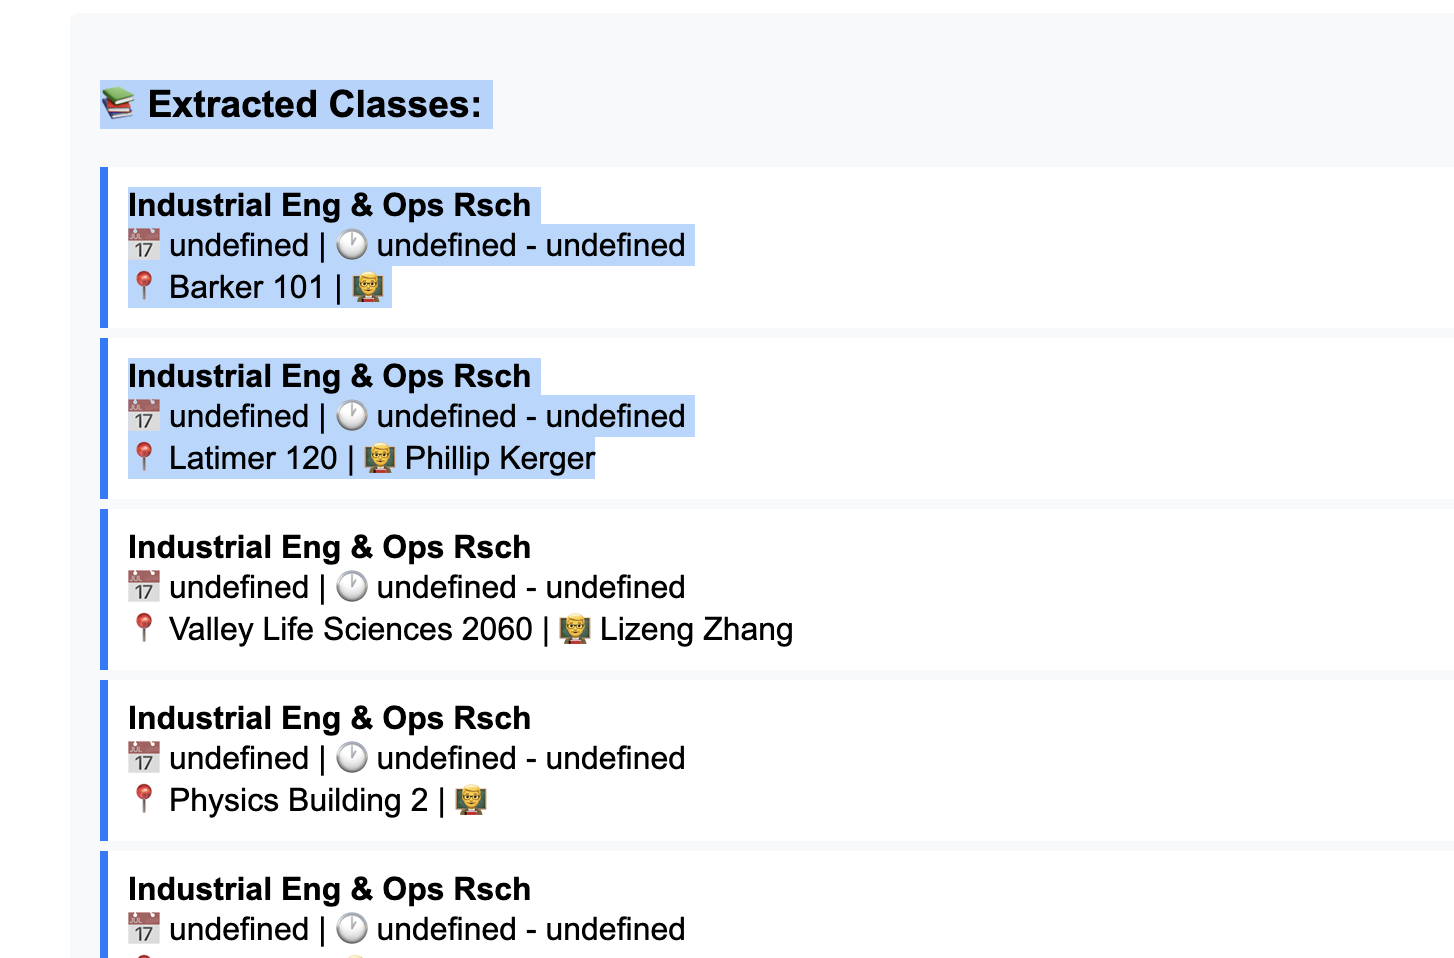 📚 Extracted Classes:
Industrial Eng & Ops Rsch
📅 undefined | 🕐 undefined - undefined
📍 Barker 101 | 👨‍🏫
Industrial Eng & Ops Rsch
📅 undefined | 🕐 undefined - undefined
📍 Latimer 120 | 👨‍🏫 Phillip Kerger
Industrial Eng & Ops Rsch
📅 undefined | 🕐 undefined - undefined
📍 Valley Life Sciences 2060 | 👨‍🏫 Lizeng Zhang
Industrial Eng & Ops Rsch
📅 undefined | 🕐 undefined - undefined
📍 Physics Building 2 | 👨‍🏫
Industrial Eng & Ops Rsch
📅 undefined | 🕐 undefined - undefined